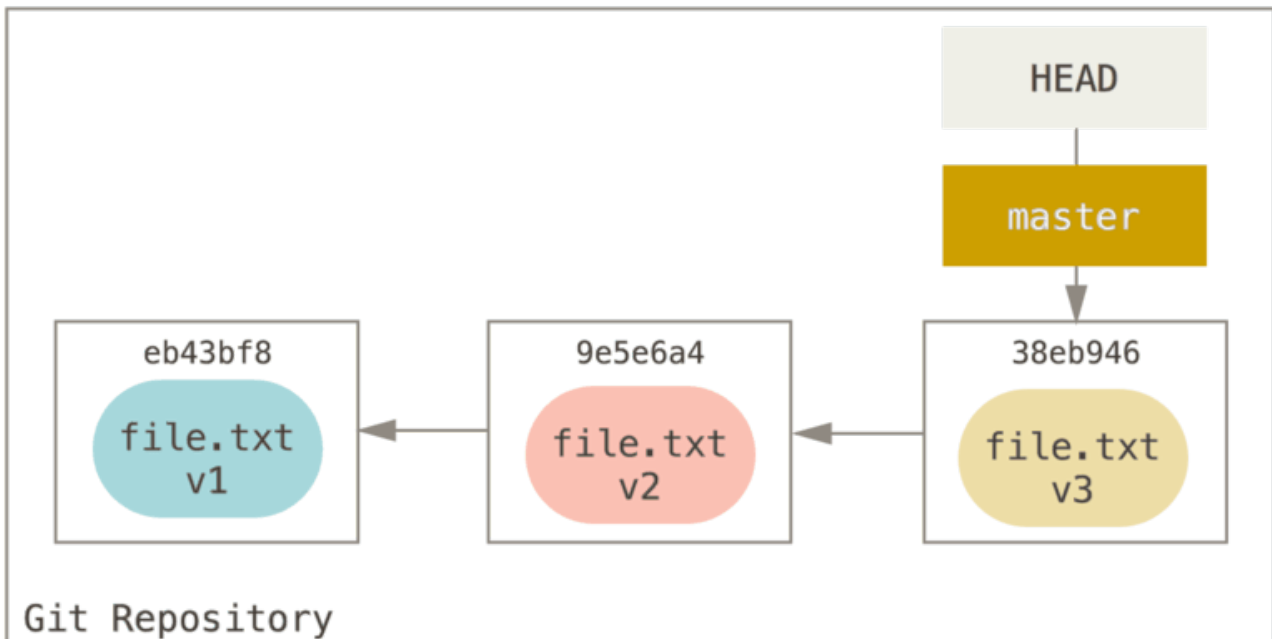 HEAD
master
eb43bf8
file.txt
v1
9e5e6a4
file.txt
v2
38eb946
file.txt
v3
Git Repository